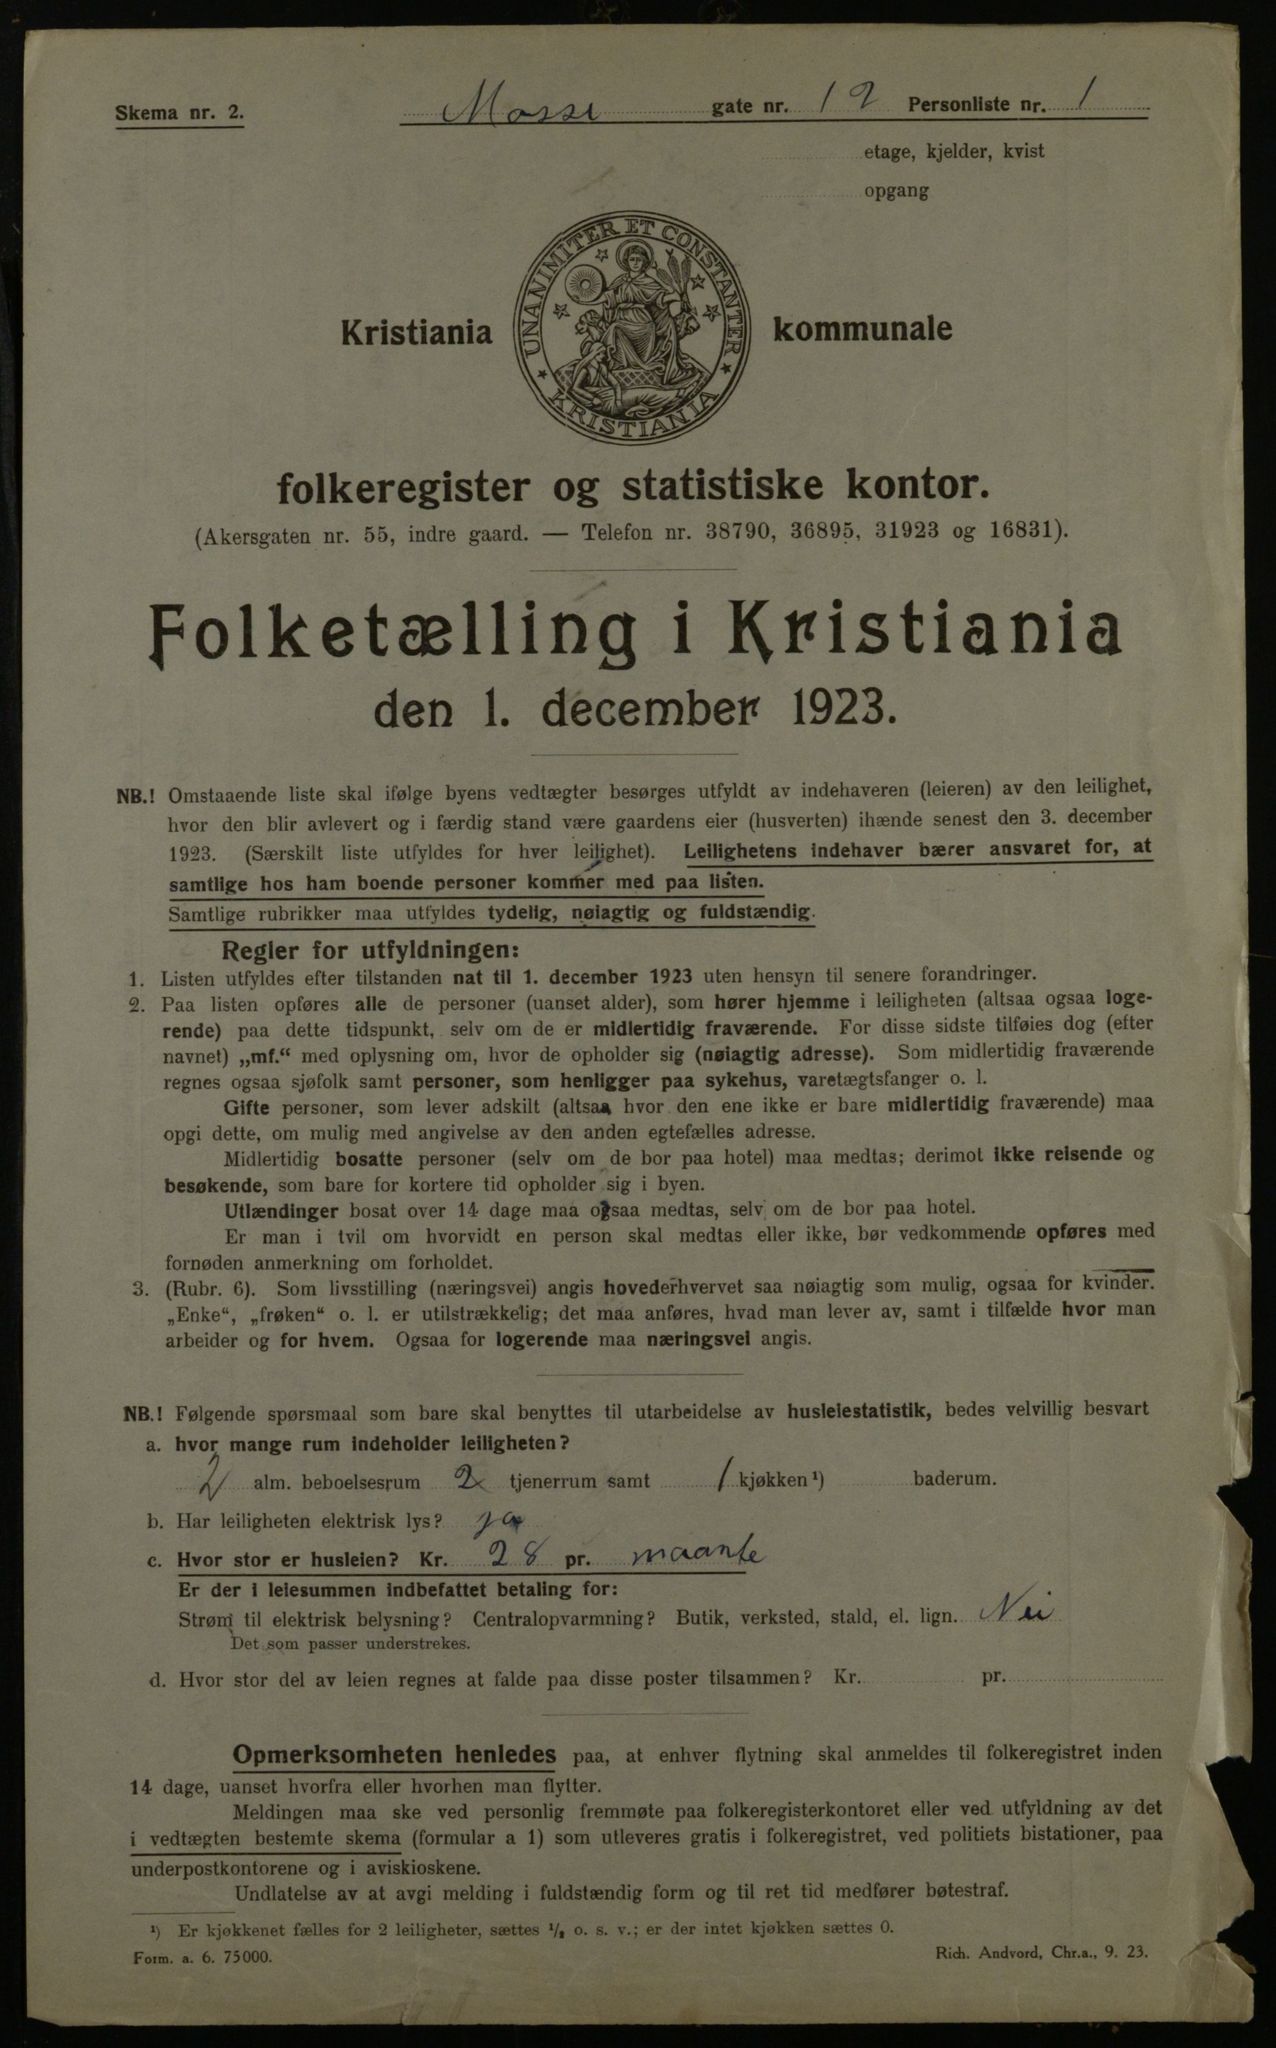 Skema nr. 2. Mosse gate nr. 12 Personliste nr. 1
etage, kjelder, kvist
opgang
UNANIMITER ET CONSTANTER
KRISTIANIA
Kristiania kommunale
folkeregister og statistiske kontor.
(Akersgaten nr. 55, indre gaard. — Telefon nr. 38790, 36895, 31923 og 16831).
Folketælling i Kristiania
den 1. december 1923.
NB.! Omstaaende liste skal ifølge byens vedtægter besørges utfyldt av indehaveren (leieren) av den leilighet,
hvor den blir avlevert og i færdig stand være gaardens eier (husverten) ihænde senest den 3. december
1923. (Særskilt liste utfyldes for hver leilighet). Leilighetens indehaver bærer ansvaret for, at
samtlige hos ham boende personer kommer med paa listen.
Samtlige rubrikker maa utfyldes tydelig, nøiagtig og fuldstændig.
Regler for utfyldningen:
1. Listen utfyldes efter tilstanden nat til 1. december 1923 uten hensyn til senere forandringer.
2. Paa listen opføres alle de personer (uanset alder), som hører hjemme i leiligheten (altsaa ogsaa loge-
rende) paa dette tidspunkt, selv om de er midlertidig fraværende. For disse sidste tilføies dog (efter
navnet) „mf.“ med oplysning om, hvor de opholder sig (nøiagtig adresse). Som midlertidig fraværende
regnes ogsaa sjøfolk samt personer, som henligger paa sykehus, varetægtsfanger o. l.
Gifte personer, som lever adskilt (altsaa hvor den ene ikke er bare midlertidig fraværende) maa
opgi dette, om mulig med angivelse av den anden egtefælles adresse.
Midlertidig bosatte personer (selv om de bor paa hotel) maa medtas; derimot ikke reisende og
besøkende, som bare for kortere tid opholder sig i byen.
Utlændinger bosat over 14 dage maa ogsaa medtas, selv om de bor paa hotel.
Er man i tvil om hvorvidt en person skal medtas eller ikke, bør vedkommende opføres med
fornøden anmerkning om forholdet.
3. (Rubr. 6). Som livsstilling (næringsvei) angis hovederhvervet saa nøiagtig som mulig, ogsaa for kvinder.
„Enke“, „frøken“ o. l. er utilstrækkelig; det maa anføres, hvad man lever av, samt i tilfælde hvor man
arbeider og for hvem. Ogsaa for logerende maa næringsvei angis.
NB.! Følgende spørsmaal som bare skal benyttes til utarbeidelse av husleiestatistik, bedes velvillig besvart
a. hvor mange rum indeholder leiligheten?
2 alm. beboelsesrum 2 tjenerrum samt 1 kjøkken ¹) baderum.
b. Har leiligheten elektrisk lys? ja
c. Hvor stor er husleien? Kr. 28 pr. maante
Er der i leiesummen indbefattet betaling for:
Strøm til elektrisk belysning? Centralopvarmning? Butik, verksted, stald, el. lign. Nei
Det som passer understrekes.
d. Hvor stor del av leien regnes at falde paa disse poster tilsammen? Kr. pr.
Opmerksomheten henledes paa, at enhver flytning skal anmeldes til folkeregistret inden
14 dage, uanset hvorfra eller hvorhen man flytter.
Meldingen maa ske ved personlig fremmøte paa folkeregisterkontoret eller ved utfyldning av det
i vedtægten bestemte skema (formular a 1) som utleveres gratis i folkeregistret, ved politiets bistationer, paa
underpostkontorene og i aviskioskene.
Undlatelse av at avgi melding i fuldstændig form og til ret tid medfører bøtestraf.
¹) Er kjøkkenet fælles for 2 leiligheter, sættes ½ o. s. v.; er der intet kjøkken sættes 0.
Form. a. 6. 75000. Rich. Andvord, Chr.a., 9. 23.